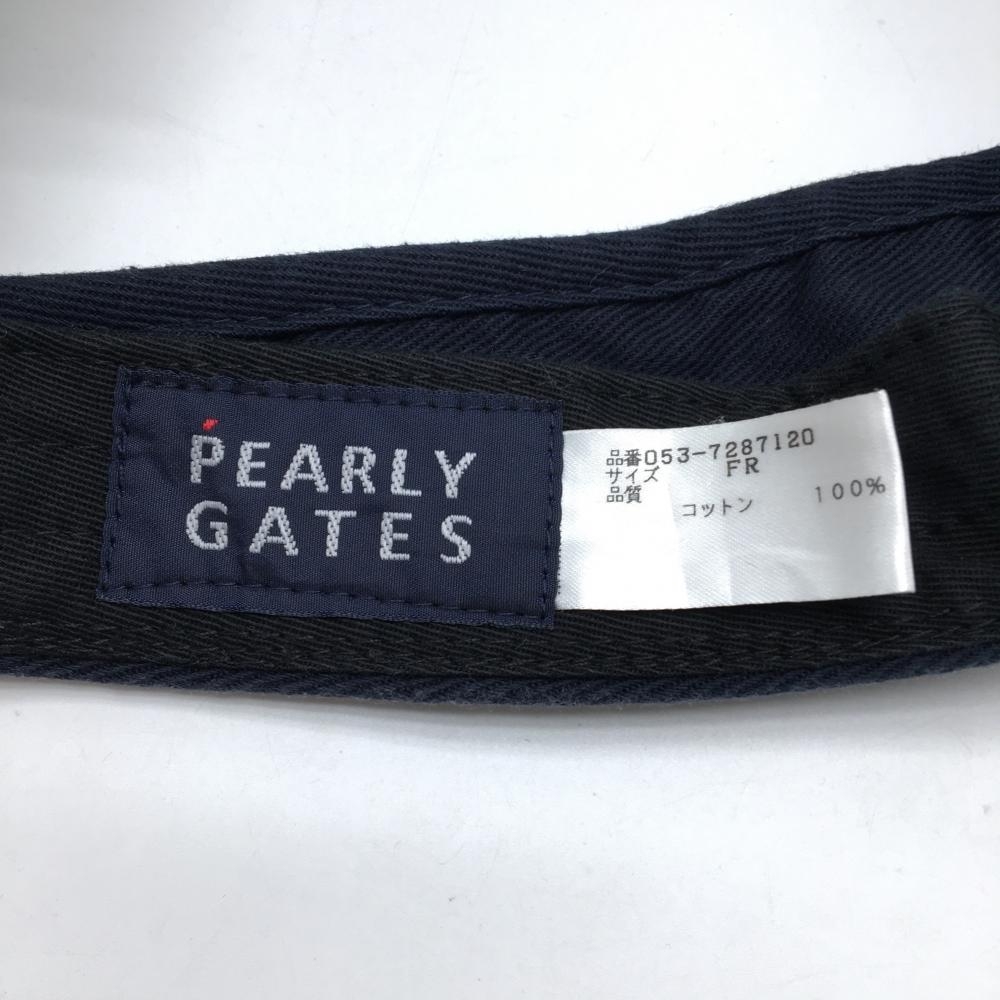 PEARLY
GATES
品番053-7287120
サイズ FR
品質
コットン 100%